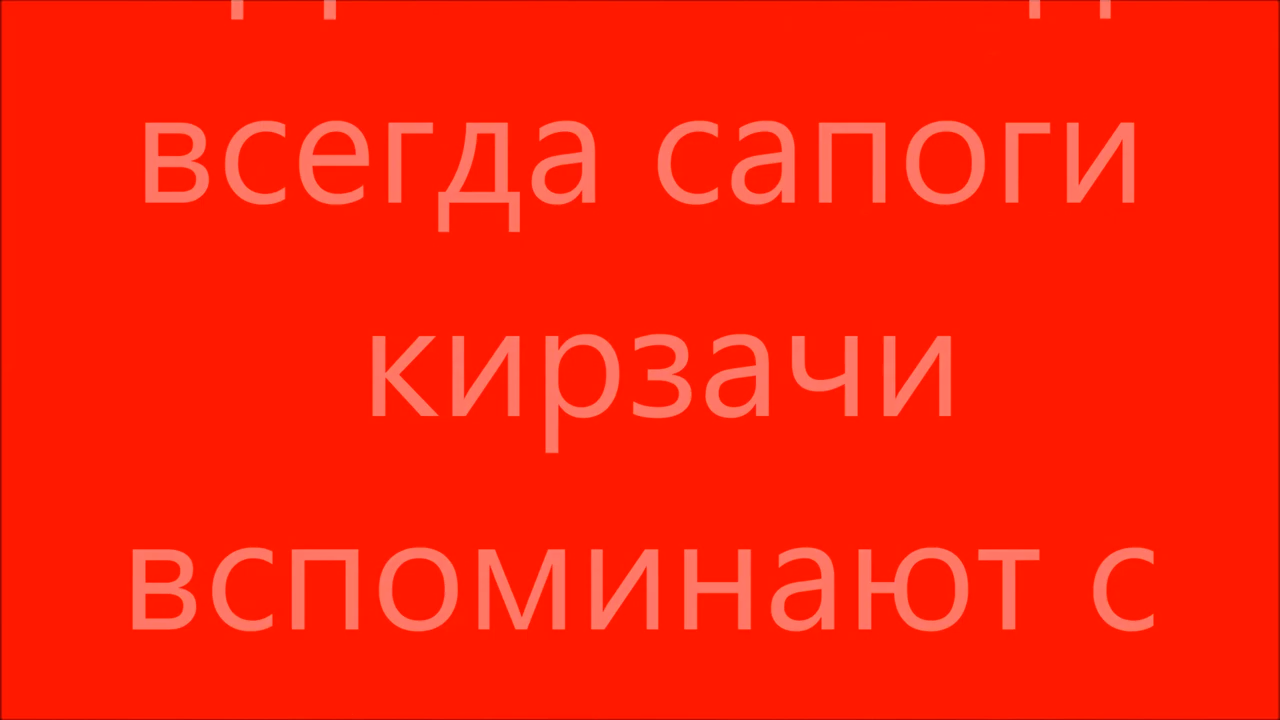 всегда сапоги
кирзачи
вспоминают с